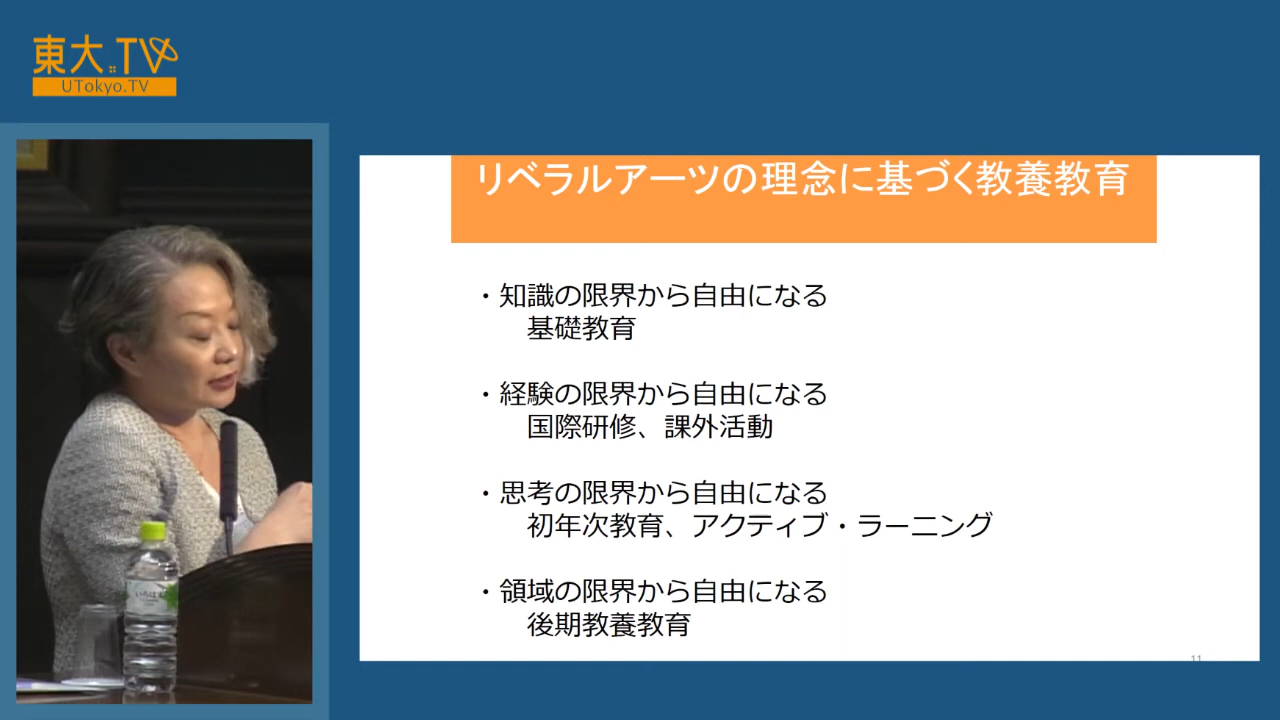 東大TV
UTokyo.TV
リベラルアーツの理念に基づく教養教育
・知識の限界から自由になる
基礎教育
・経験の限界から自由になる
国際研修、課外活動
・思考の限界から自由になる
初年次教育、アクティブ・ラーニング
・領域の限界から自由になる
後期教養教育
11
いろはす